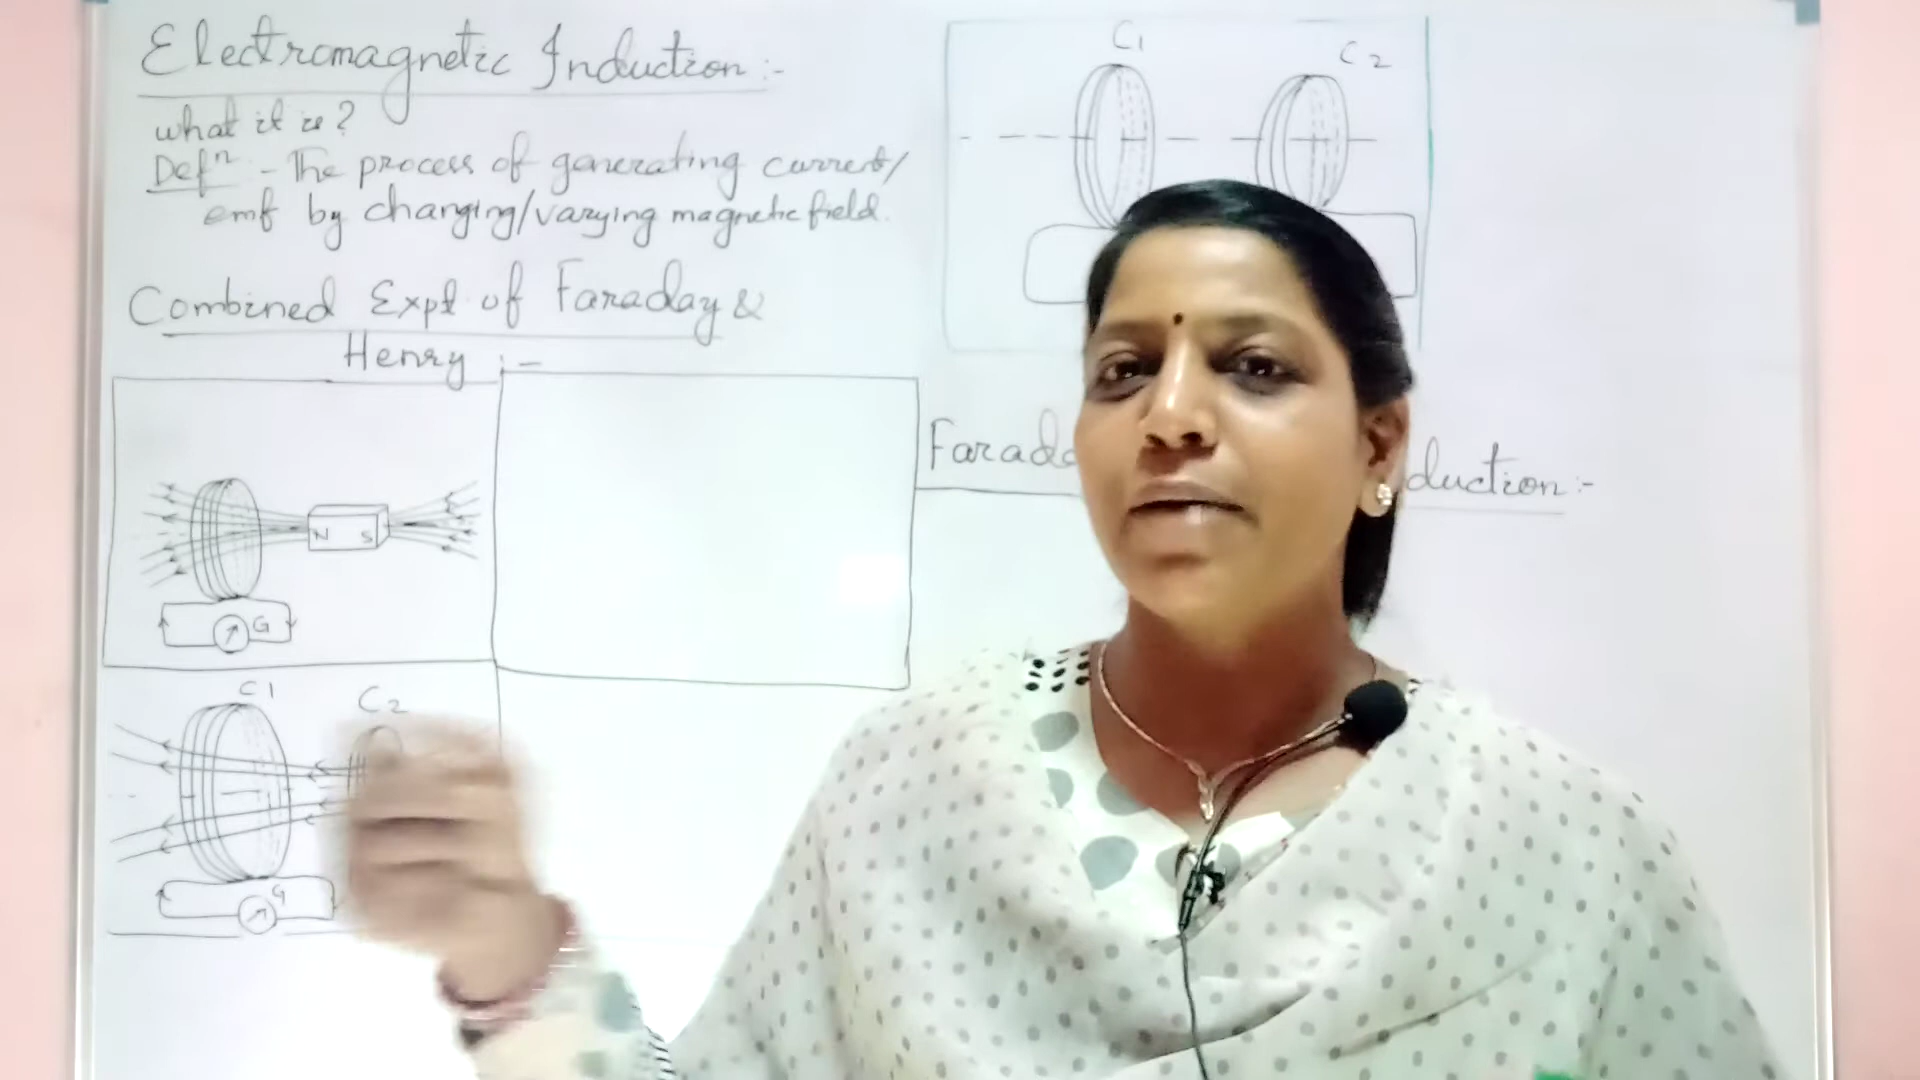 Electromagnetic Induction :-
what it is?
Defⁿ :- The process of generating current/
emf by changing/varying magnetic field.
Combined Expt of Faraday &
Henry :-
N S
G
C1
C2
G
C1
C2
duction :-